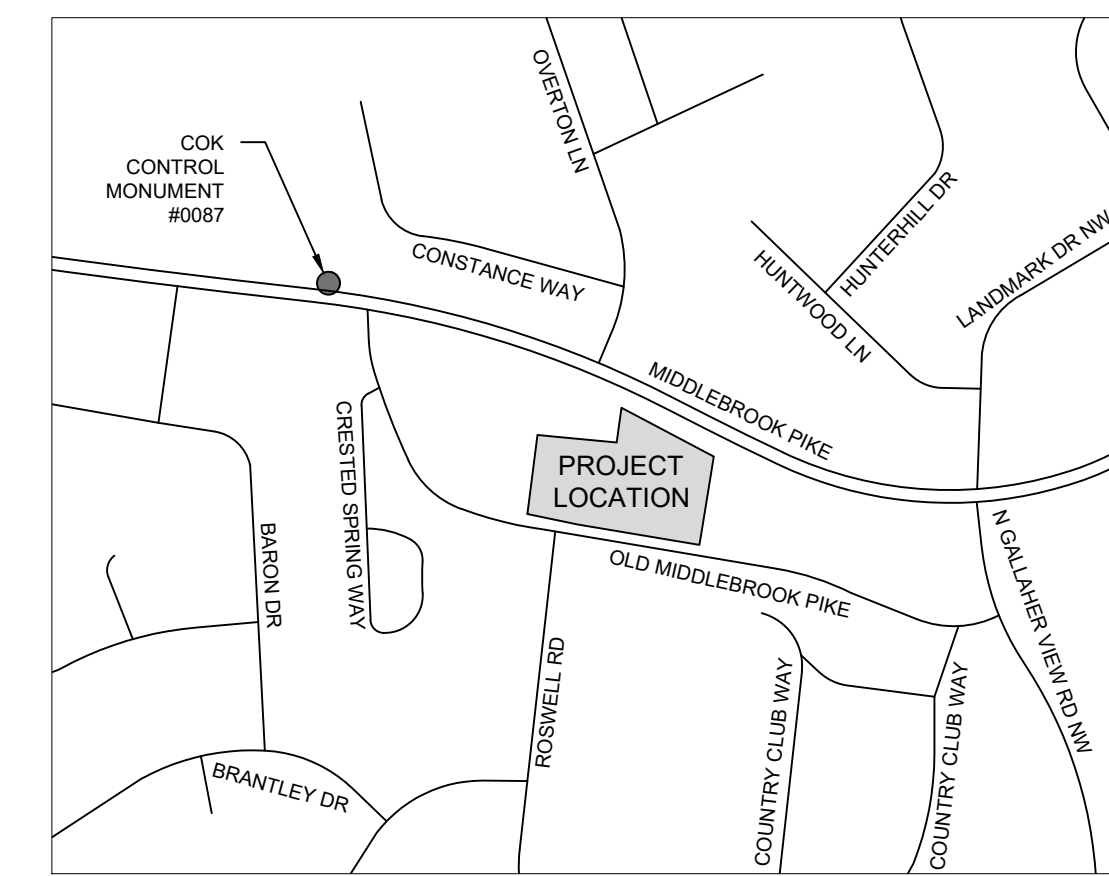 OVERTON LN
COK
CONTROL
MONUMENT
#0087
HUNTERHILL DR
LANDMARK DR NW
CONSTANCE WAY
HUNTWOOD LN
MIDDLEBROOK PIKE
CRESTED SPRING WAY
PROJECT
LOCATION
BARON DR
N GALLAHER VIEW RD NW
OLD MIDDLEBROOK PIKE
ROSWELL RD
COUNTRY CLUB WAY
COUNTRY CLUB WAY
BRANTLEY DR